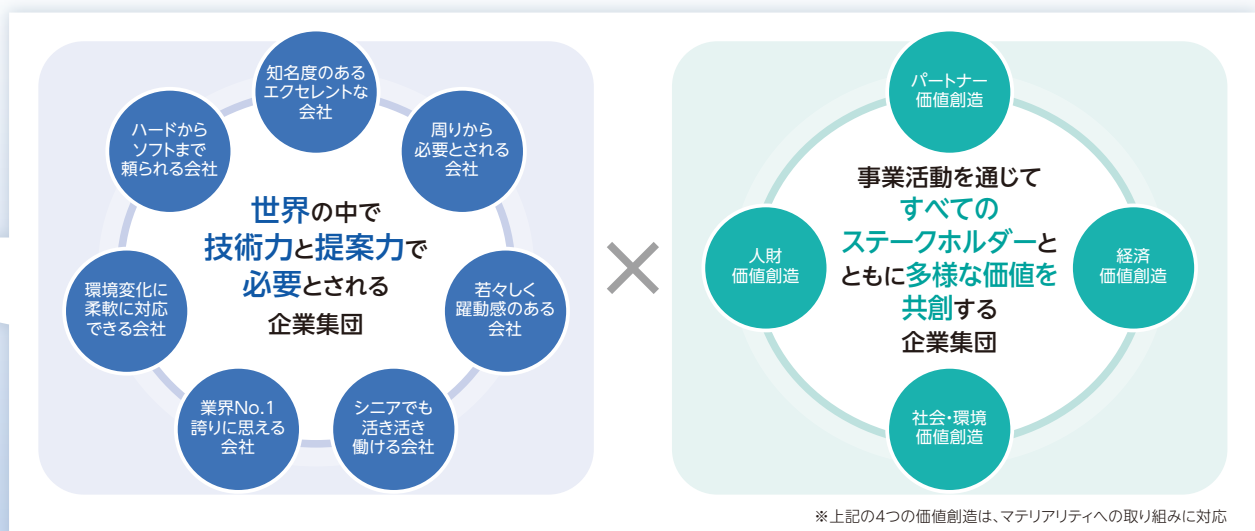 知名度のある
エクセレントな
会社
周りから
必要とされる
会社
若々しく
躍動感のある
会社
シニアでも
活き活き
働ける会社
業界No.1
誇りに思える
会社
環境変化に
柔軟に対応
できる会社
ハードから
ソフトまで
頼られる会社
世界の中で
技術力と提案力で
必要とされる
企業集団
×
パートナー
価値創造
経済
価値創造
社会・環境
価値創造
人財
価値創造
事業活動を通じて
すべての
ステークホルダーと
ともに多様な価値を
共創する
企業集団
※上記の4つの価値創造は、マテリアリティへの取り組みに対応